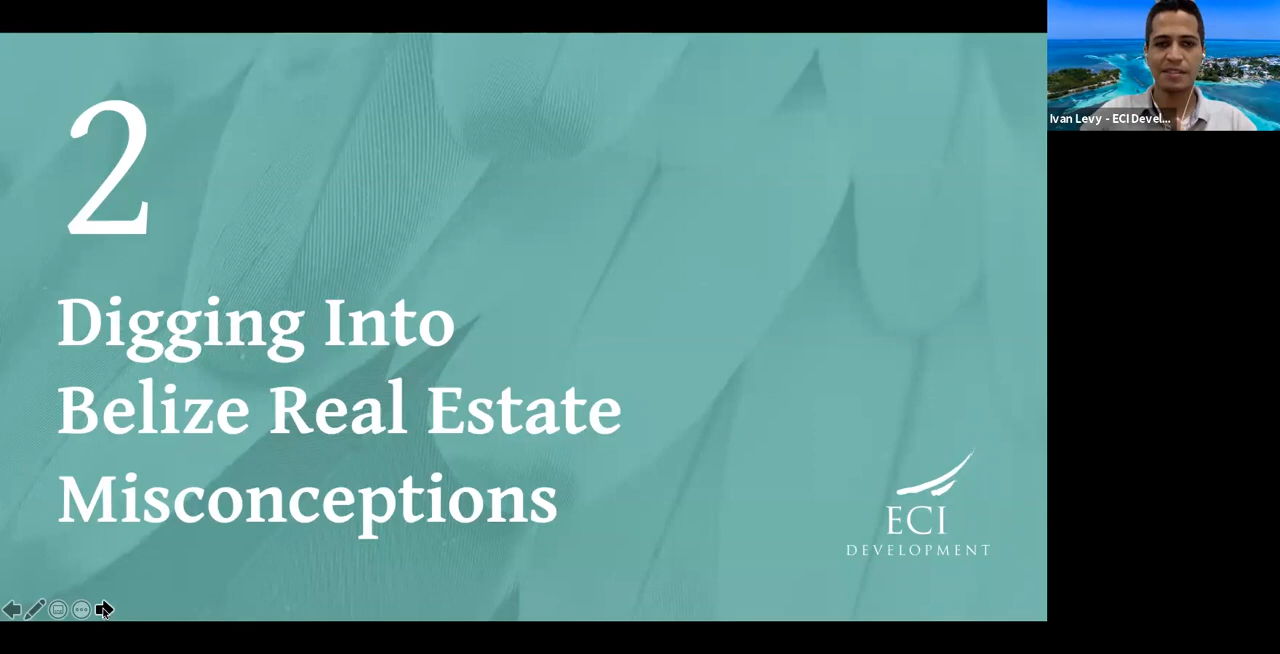 2
Digging Into
Belize Real Estate
Misconceptions
ECI
DEVELOPMENT
Ivan Levy - ECI Devel...